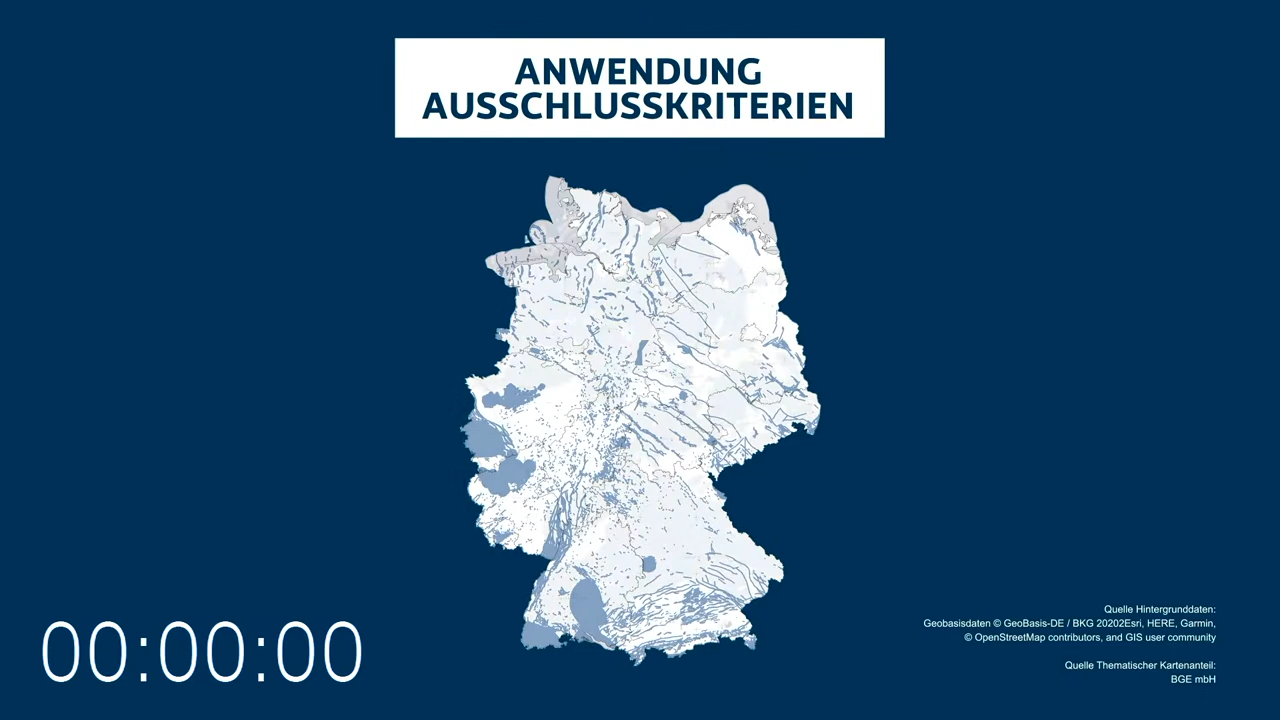 ANWENDUNG
AUSSCHLUSSKRITERIEN
00:00:00
Quelle Hintergrunddaten:
Geobasisdaten © GeoBasis-DE / BKG 20202Esri, HERE, Garmin,
© OpenStreetMap contributors, and GIS user community
Quelle Thematischer Kartenanteil:
BGE mbH